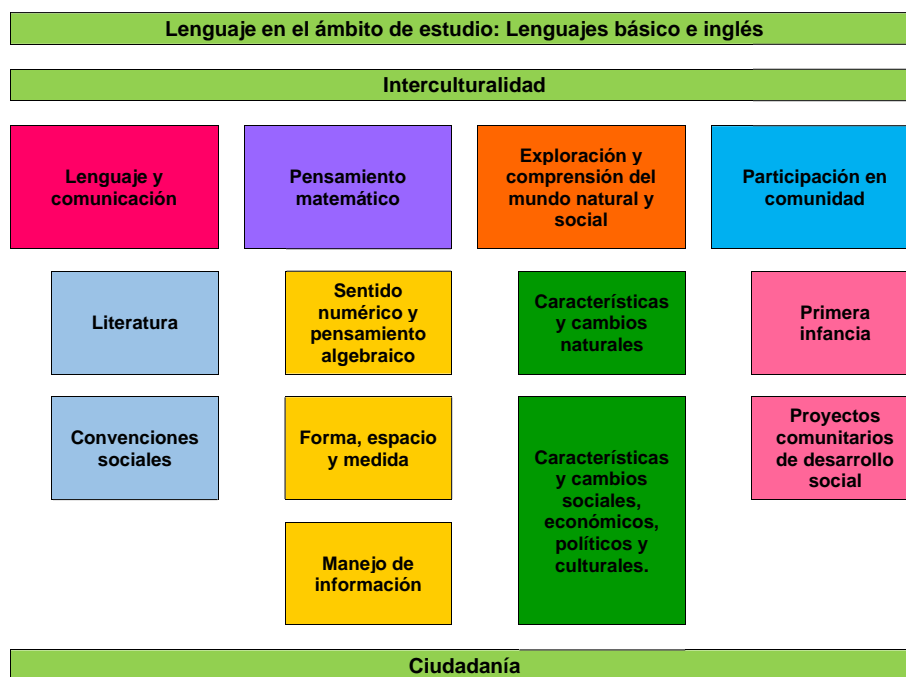 Lenguaje en el ámbito de estudio: Lenguajes básico e inglés
Interculturalidad
Lenguaje y
comunicación
Pensamiento
matemático
Exploración y
comprensión del
mundo natural y
social
Participación en
comunidad
Literatura
Sentido
numérico y
pensamiento
algebraico
Características
y cambios
naturales
Primera
infancia
Convenciones
sociales
Forma, espacio
y medida
Características
y cambios
sociales,
económicos,
políticos y
culturales.
Proyectos
comunitarios
de desarrollo
social
Manejo de
información
Ciudadanía